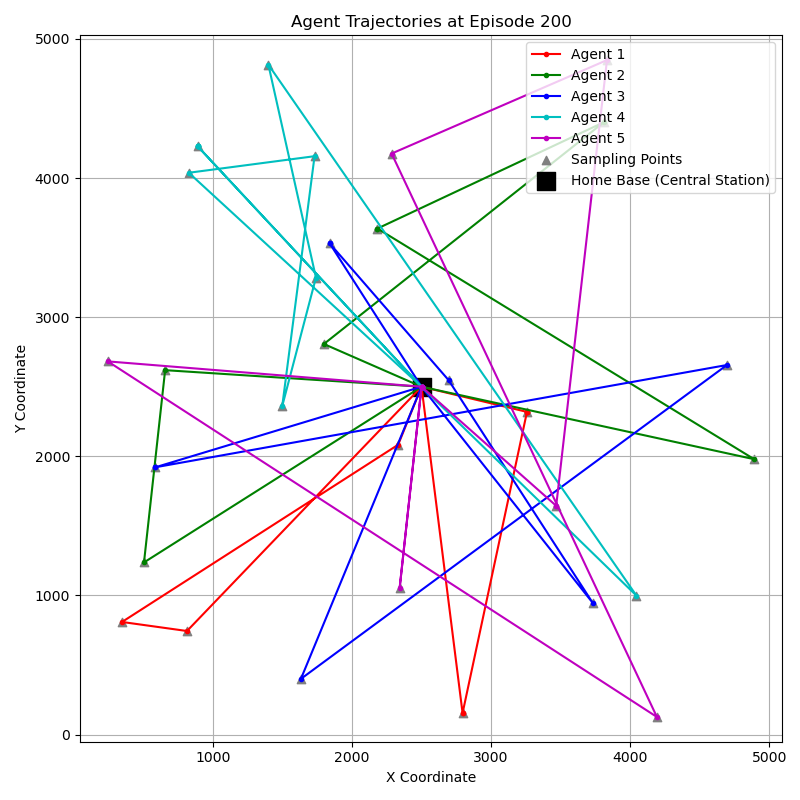 Agent Trajectories at Episode 200
Agent 1
Agent 2
Agent 3
Agent 4
Agent 5
Sampling Points
Home Base (Central Station)
Y Coordinate
5000
4000
3000
2000
1000
0
1000
2000
3000
4000
5000
X Coordinate